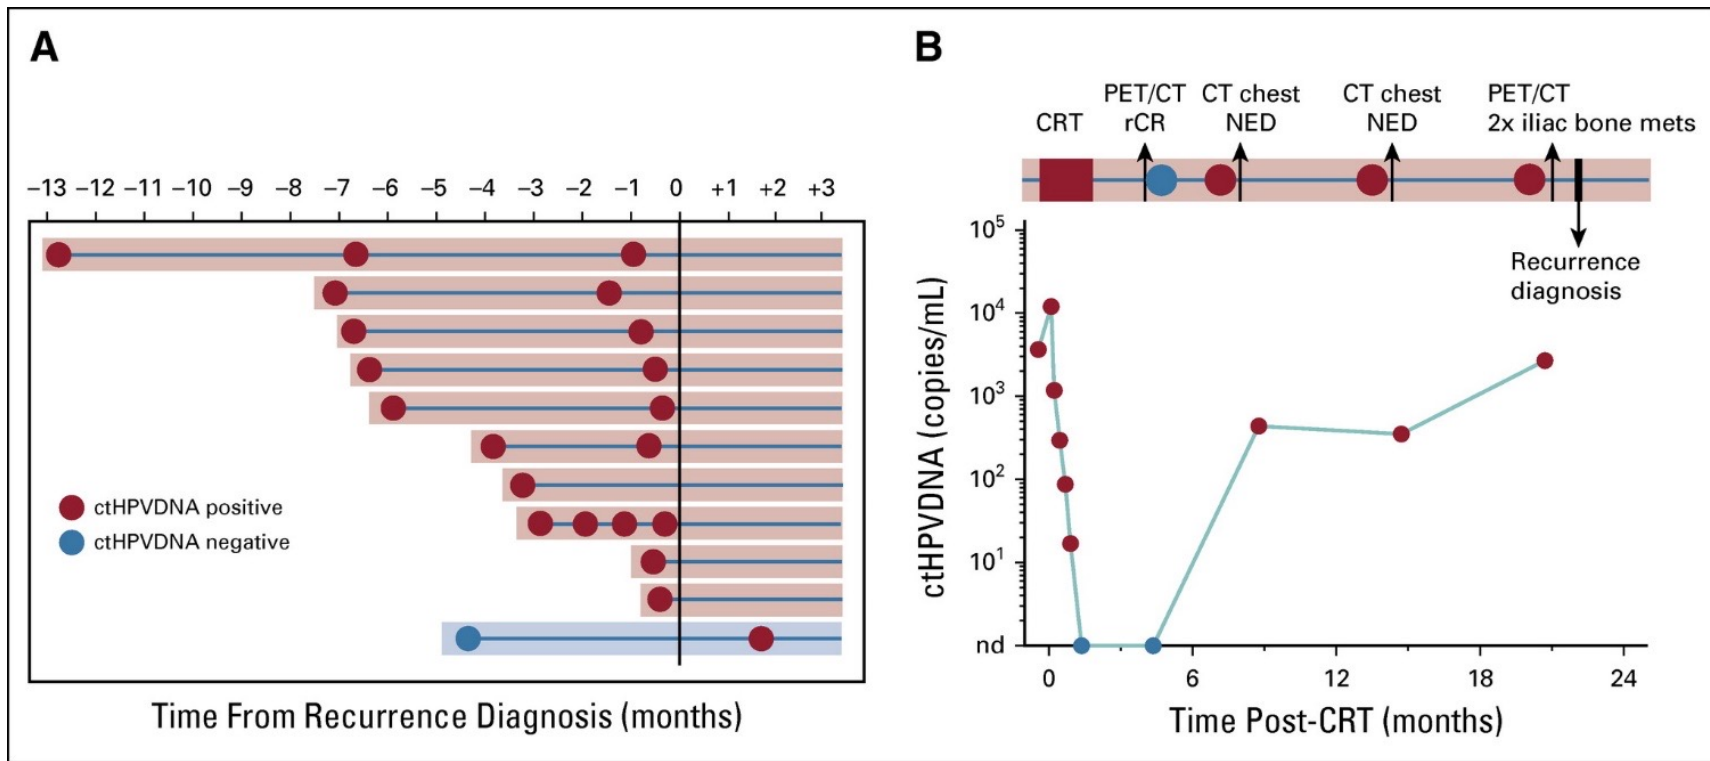 A
−13 −12 −11 −10 −9 −8 −7 −6 −5 −4 −3 −2 −1 0 +1 +2 +3
ctHPVDNA positive
ctHPVDNA negative
Time From Recurrence Diagnosis (months)
B
CRT
PET/CT
rCR
CT chest
NED
CT chest
NED
PET/CT
2x iliac bone mets
Recurrence
diagnosis
ctHPVDNA (copies/mL)
10⁵
10⁴
10³
10²
10¹
nd
0 6 12 18 24
Time Post-CRT (months)